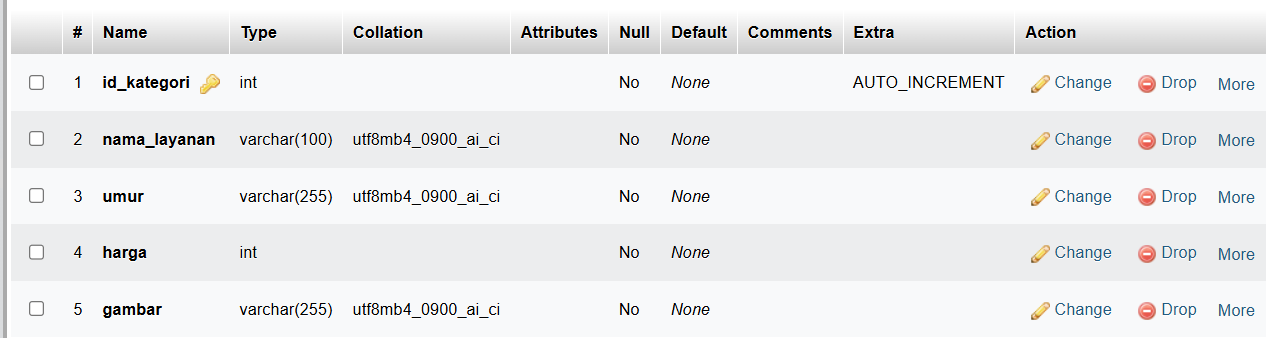 # Name Type Collation Attributes Null Default Comments Extra Action
1 id_kategori int No None AUTO_INCREMENT Change Drop More
2 nama_layanan varchar(100) utf8mb4_0900_ai_ci No None Change Drop More
3 umur varchar(255) utf8mb4_0900_ai_ci No None Change Drop More
4 harga int No None Change Drop More
5 gambar varchar(255) utf8mb4_0900_ai_ci No None Change Drop More